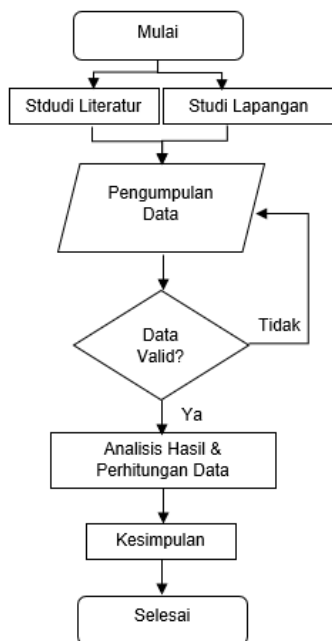 Mulai
Stdudi Literatur
Studi Lapangan
Pengumpulan
Data
Data
Valid?
Tidak
Ya
Analisis Hasil &
Perhitungan Data
Kesimpulan
Selesai